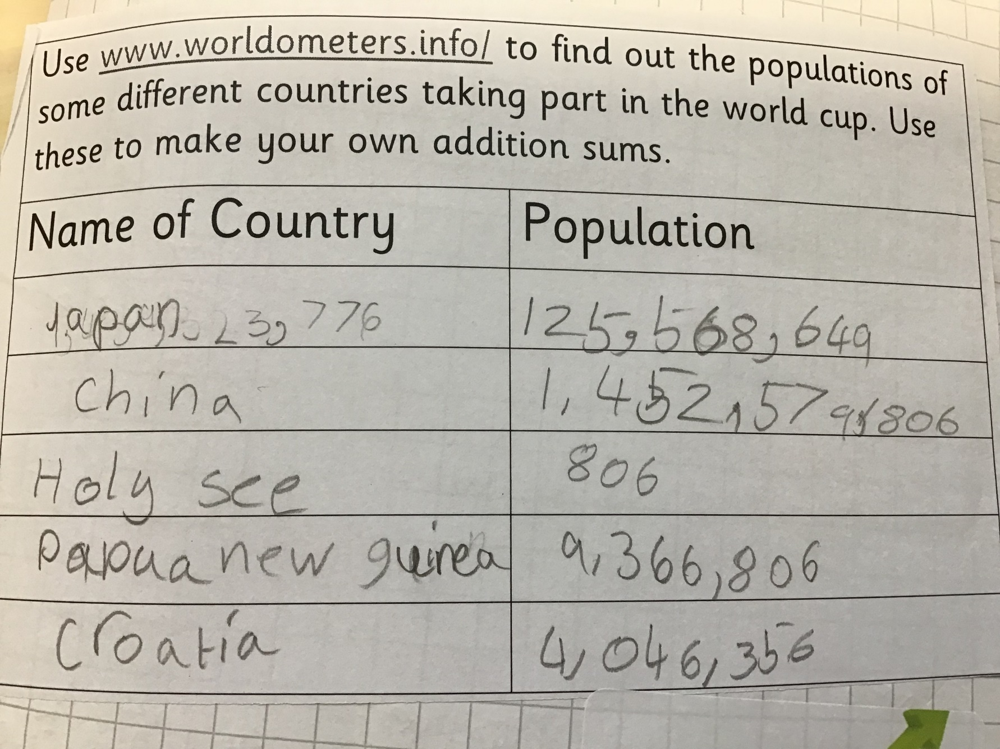 Use www.worldometers.info/ to find out the populations of
some different countries taking part in the world cup. Use
these to make your own addition sums.
Name of Country Population
Japan 23,776 125,568,649
China 1,452,579,806
Holy see 806
Papua new guinea 9,366,806
Croatia 4,046,356